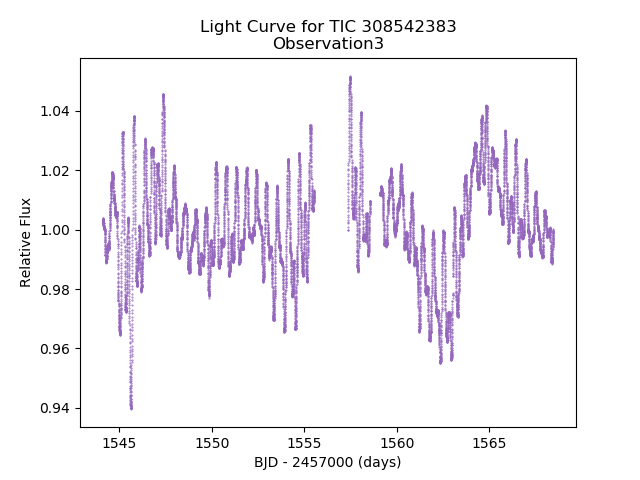 Light Curve for TIC 308542383
Observation3
Relative Flux
1.04
1.02
1.00
0.98
0.96
0.94
1545
1550
1555
1560
1565
BJD - 2457000 (days)